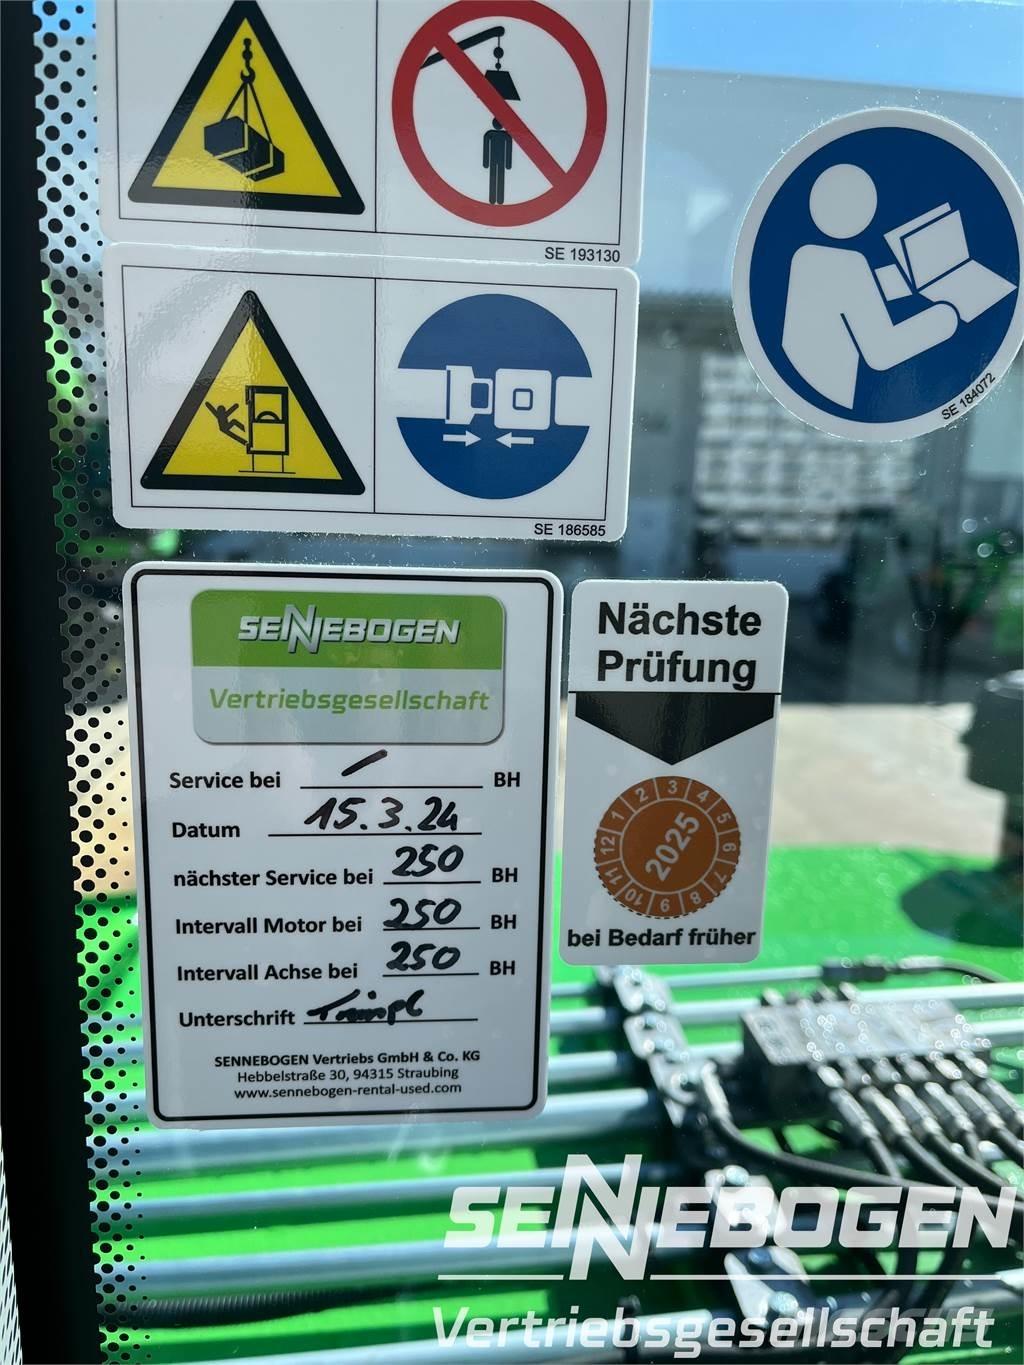 SE 193130
SE 184072
SE 186585
SENNEBOGEN
Vertriebsgesellschaft
Service bei / BH
Datum 15.3.24
nächster Service bei 250 BH
Intervall Motor bei 250 BH
Intervall Achse bei 250 BH
Unterschrift
SENNEBOGEN Vertriebs GmbH & Co. KG
Hebbelstraße 30, 94315 Straubing
www.sennebogen-rental-used.com
Nächste
Prüfung
1 2 3 4 5 6 7 8 9 10 11 12
2025
bei Bedarf früher
SENNEBOGEN
Vertriebsgesellschaft